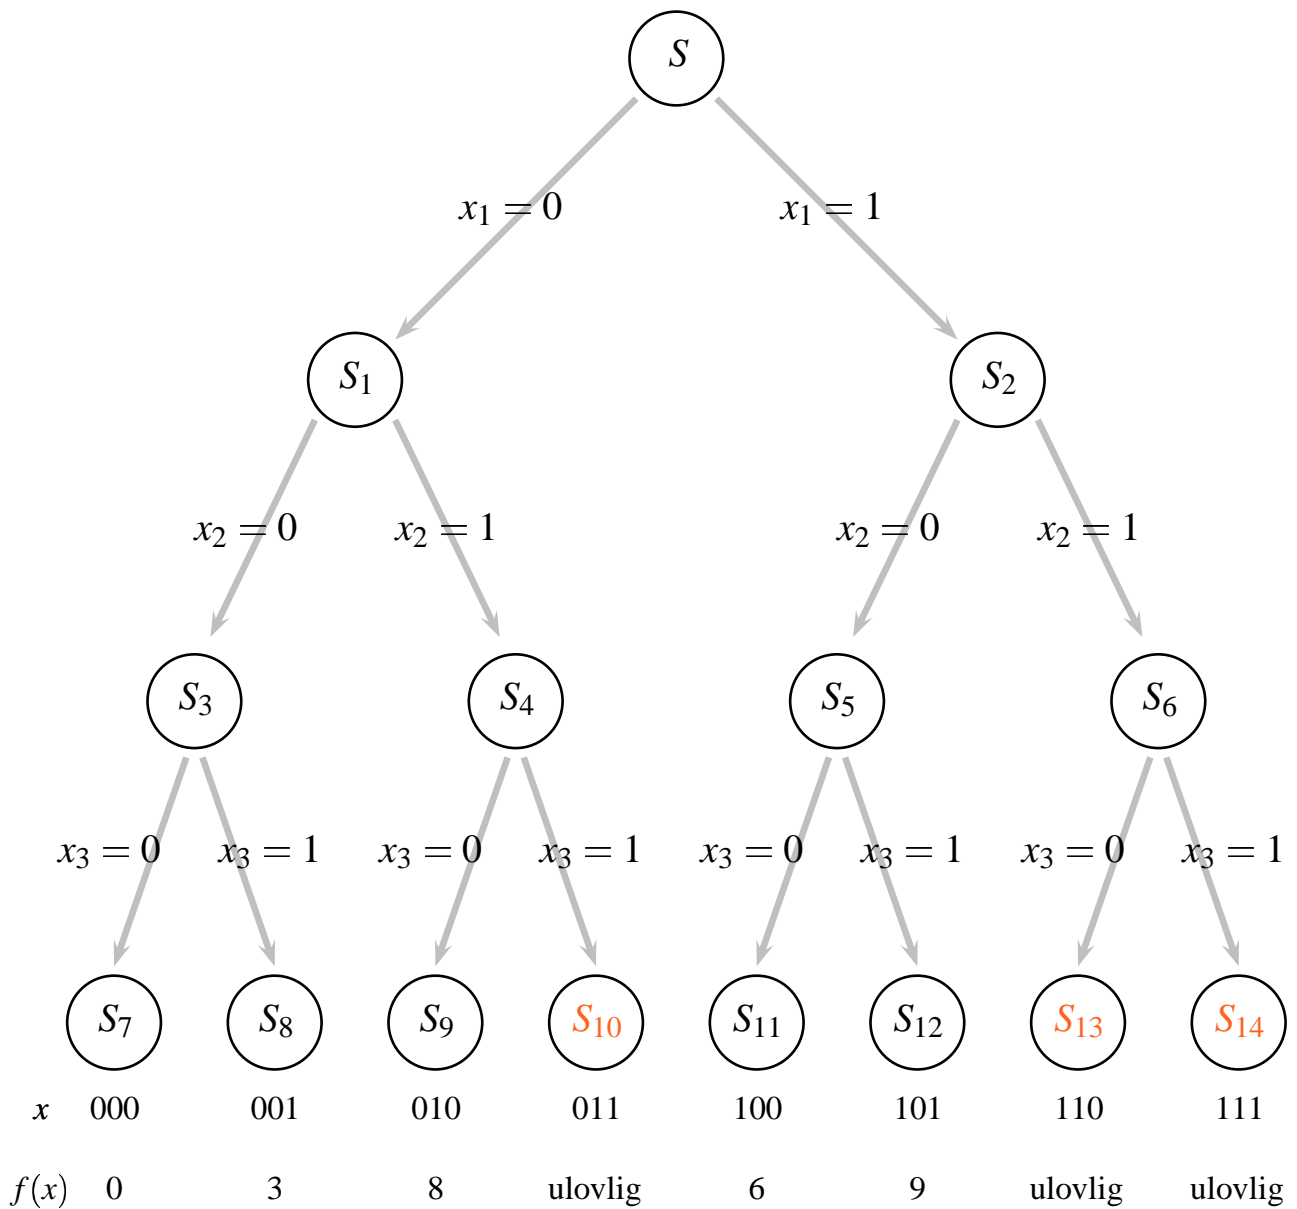 S
x₁ = 0 x₁ = 1
S₁ S₂
x₂ = 0 x₂ = 1 x₂ = 0 x₂ = 1
S₃ S₄ S₅ S₆
x₃ = 0 x₃ = 1 x₃ = 0 x₃ = 1 x₃ = 0 x₃ = 1 x₃ = 0 x₃ = 1
S₇ S₈ S₉ S₁₀ S₁₁ S₁₂ S₁₃ S₁₄
x 000 001 010 011 100 101 110 111
f(x) 0 3 8 ulovlig 6 9 ulovlig ulovlig